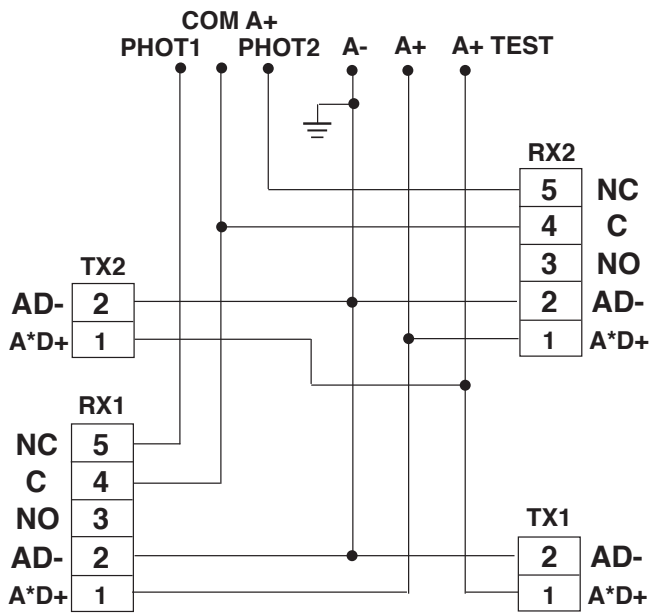 COM A+
PHOT1 PHOT2 A- A+ A+ TEST
RX2
5 NC
4 C
3 NO
2 AD-
1 A*D+
TX2
AD- 2
A*D+ 1
RX1
NC 5
C 4
NO 3
AD- 2
A*D+ 1
TX1
2 AD-
1 A*D+